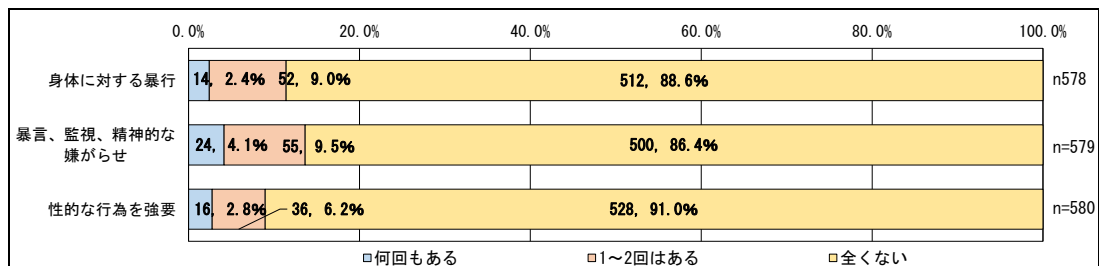 0.0% 20.0% 40.0% 60.0% 80.0% 100.0%
身体に対する暴行 14, 2.4% 52, 9.0% 512, 88.6% n578
暴言、監視、精神的な
嫌がらせ 24, 4.1% 55, 9.5% 500, 86.4% n=579
性的な行為を強要 16, 2.8% 36, 6.2% 528, 91.0% n=580
何回もある 1～2回はある 全くない